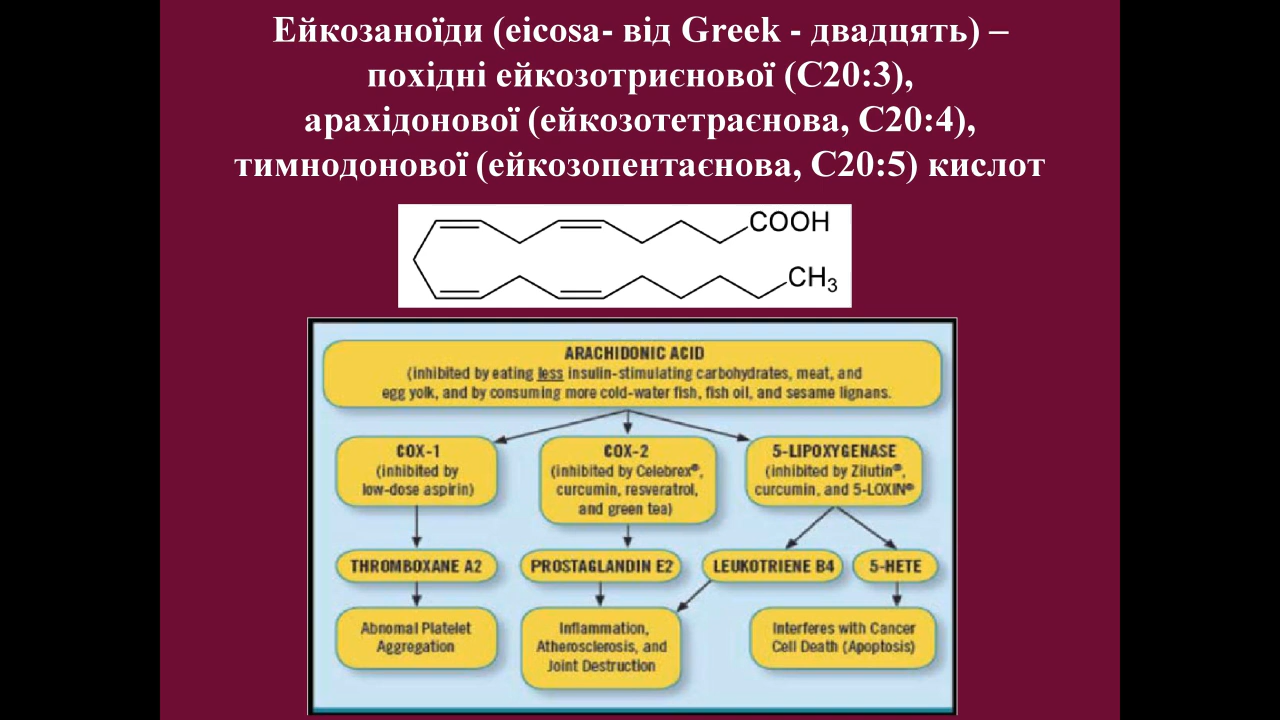 Ейкозаноїди (eicosa- від Greek - двадцять) –
похідні ейкозотриєнової (С20:3),
арахідонової (ейкозотетраєнова, С20:4),
тимнодонової (ейкозопентаєнова, С20:5) кислот
COOH
CH3
ARACHIDONIC ACID
(inhibited by eating less insulin-stimulating carbohydrates, meat, and
egg yolk, and by consuming more cold-water fish, fish oil, and sesame lignans.
COX-1
(inhibited by
low-dose aspirin)
COX-2
(inhibited by Celebrex®,
curcumin, resveratrol,
and green tea)
5-LIPOXYGENASE
(inhibited by Zilutin®,
curcumin, and 5-LOXIN®
THROMBOXANE A2
PROSTAGLANDIN E2
LEUKOTRIENE B4
5-HETE
Abnomal Platelet
Aggregation
Inflammation,
Atherosclerosis, and
Joint Destruction
Interferes with Cancer
Cell Death (Apoptosis)